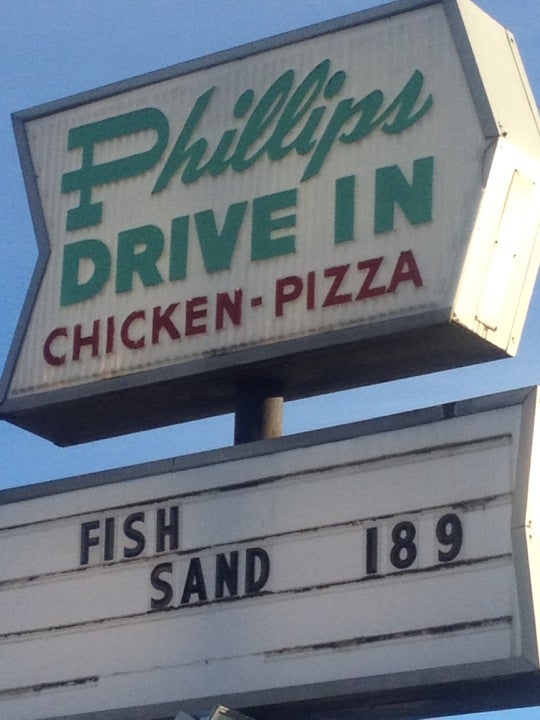 Phillips
DRIVE IN
CHICKEN-PIZZA
FISH
SAND 189